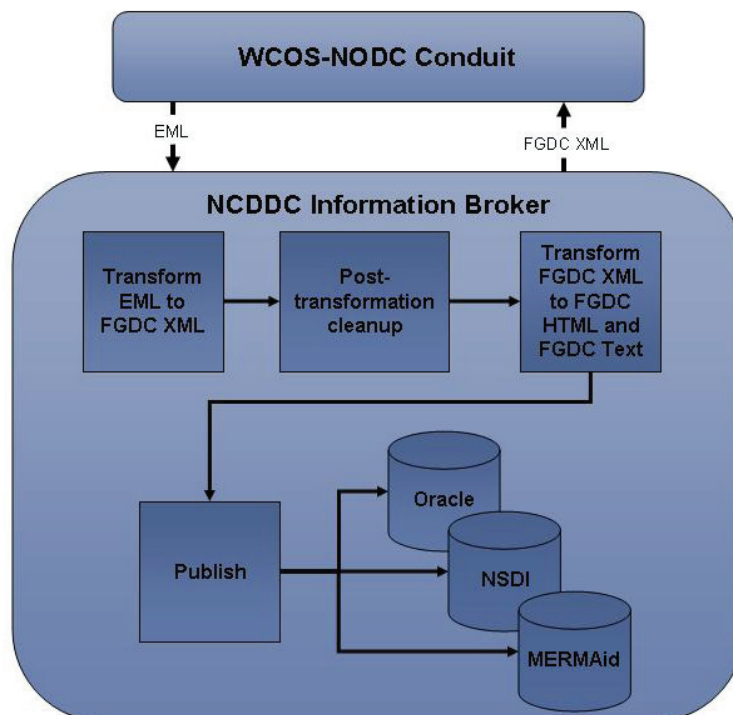 WCOS-NODC Conduit
EML
FGDC XML
NCDDC Information Broker
Transform
EML to
FGDC XML
Post-
transformation
cleanup
Transform
FGDC XML
to FGDC
HTML and
FGDC Text
Oracle
Publish
NSDI
MERMAid